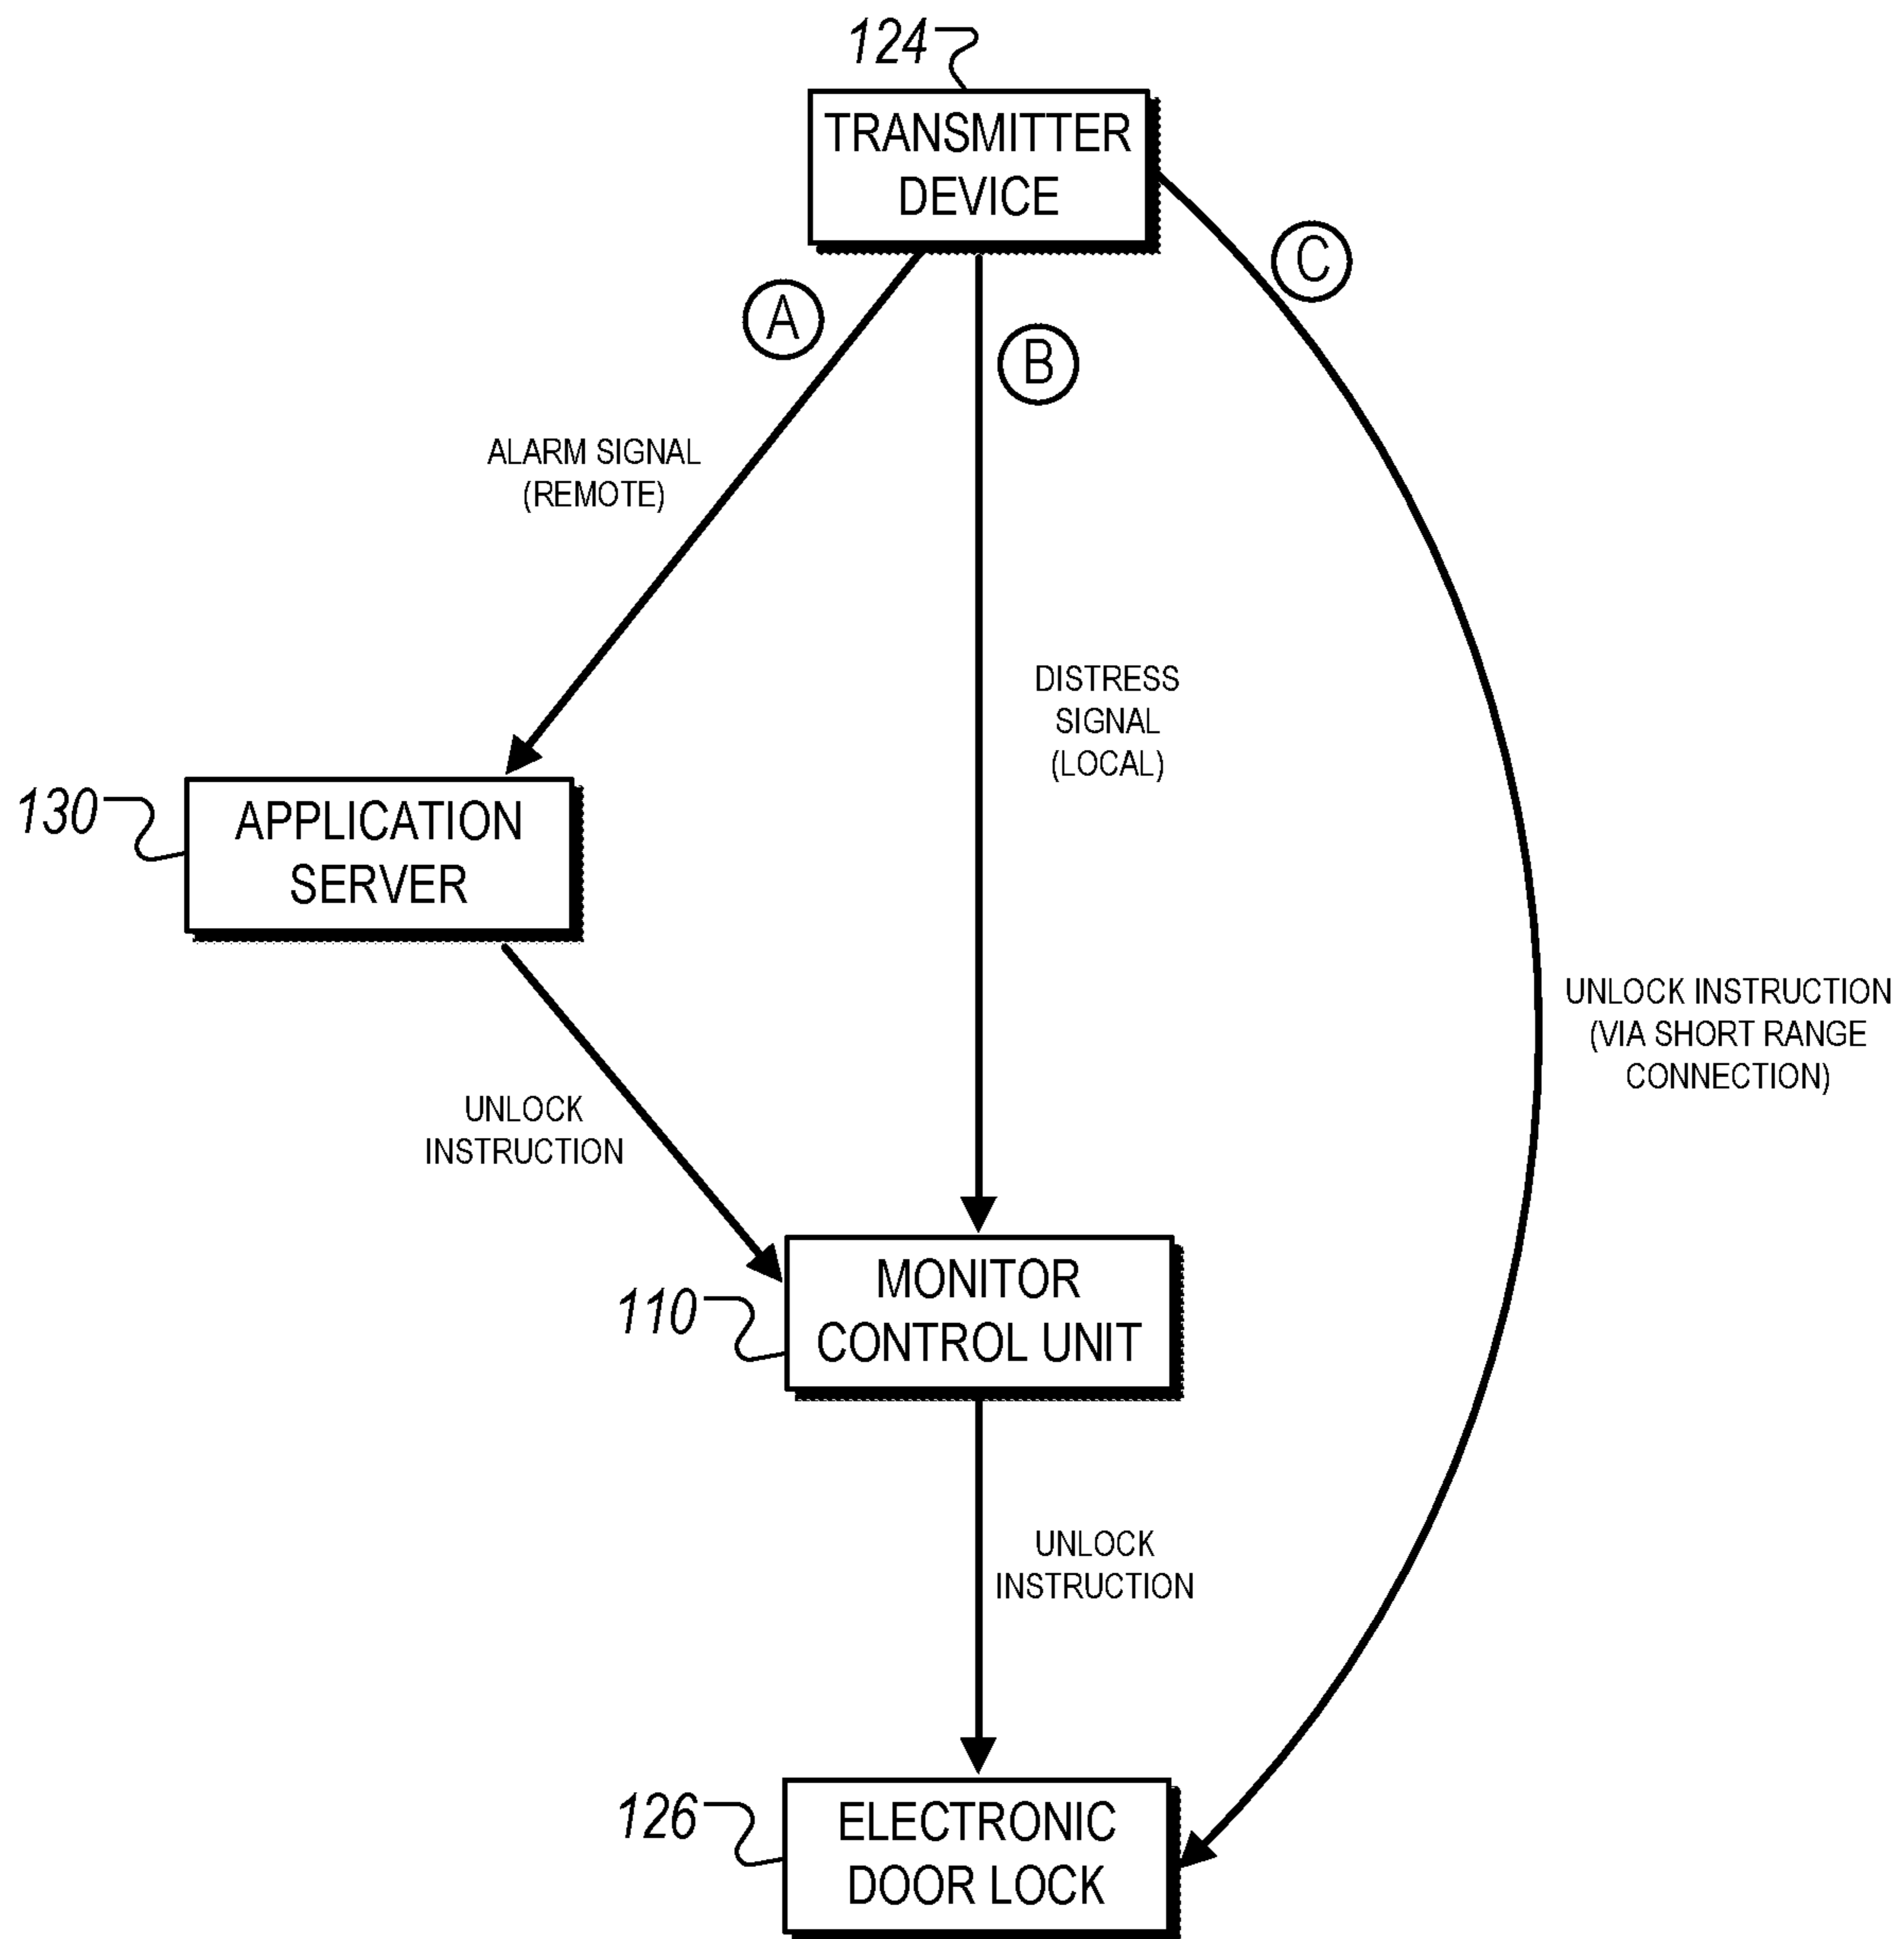 124
TRANSMITTER
DEVICE
A
B
C
ALARM SIGNAL
(REMOTE)
DISTRESS
SIGNAL
(LOCAL)
130
APPLICATION
SERVER
UNLOCK INSTRUCTION
(VIA SHORT RANGE
CONNECTION)
UNLOCK
INSTRUCTION
110
MONITOR
CONTROL UNIT
UNLOCK
INSTRUCTION
126
ELECTRONIC
DOOR LOCK